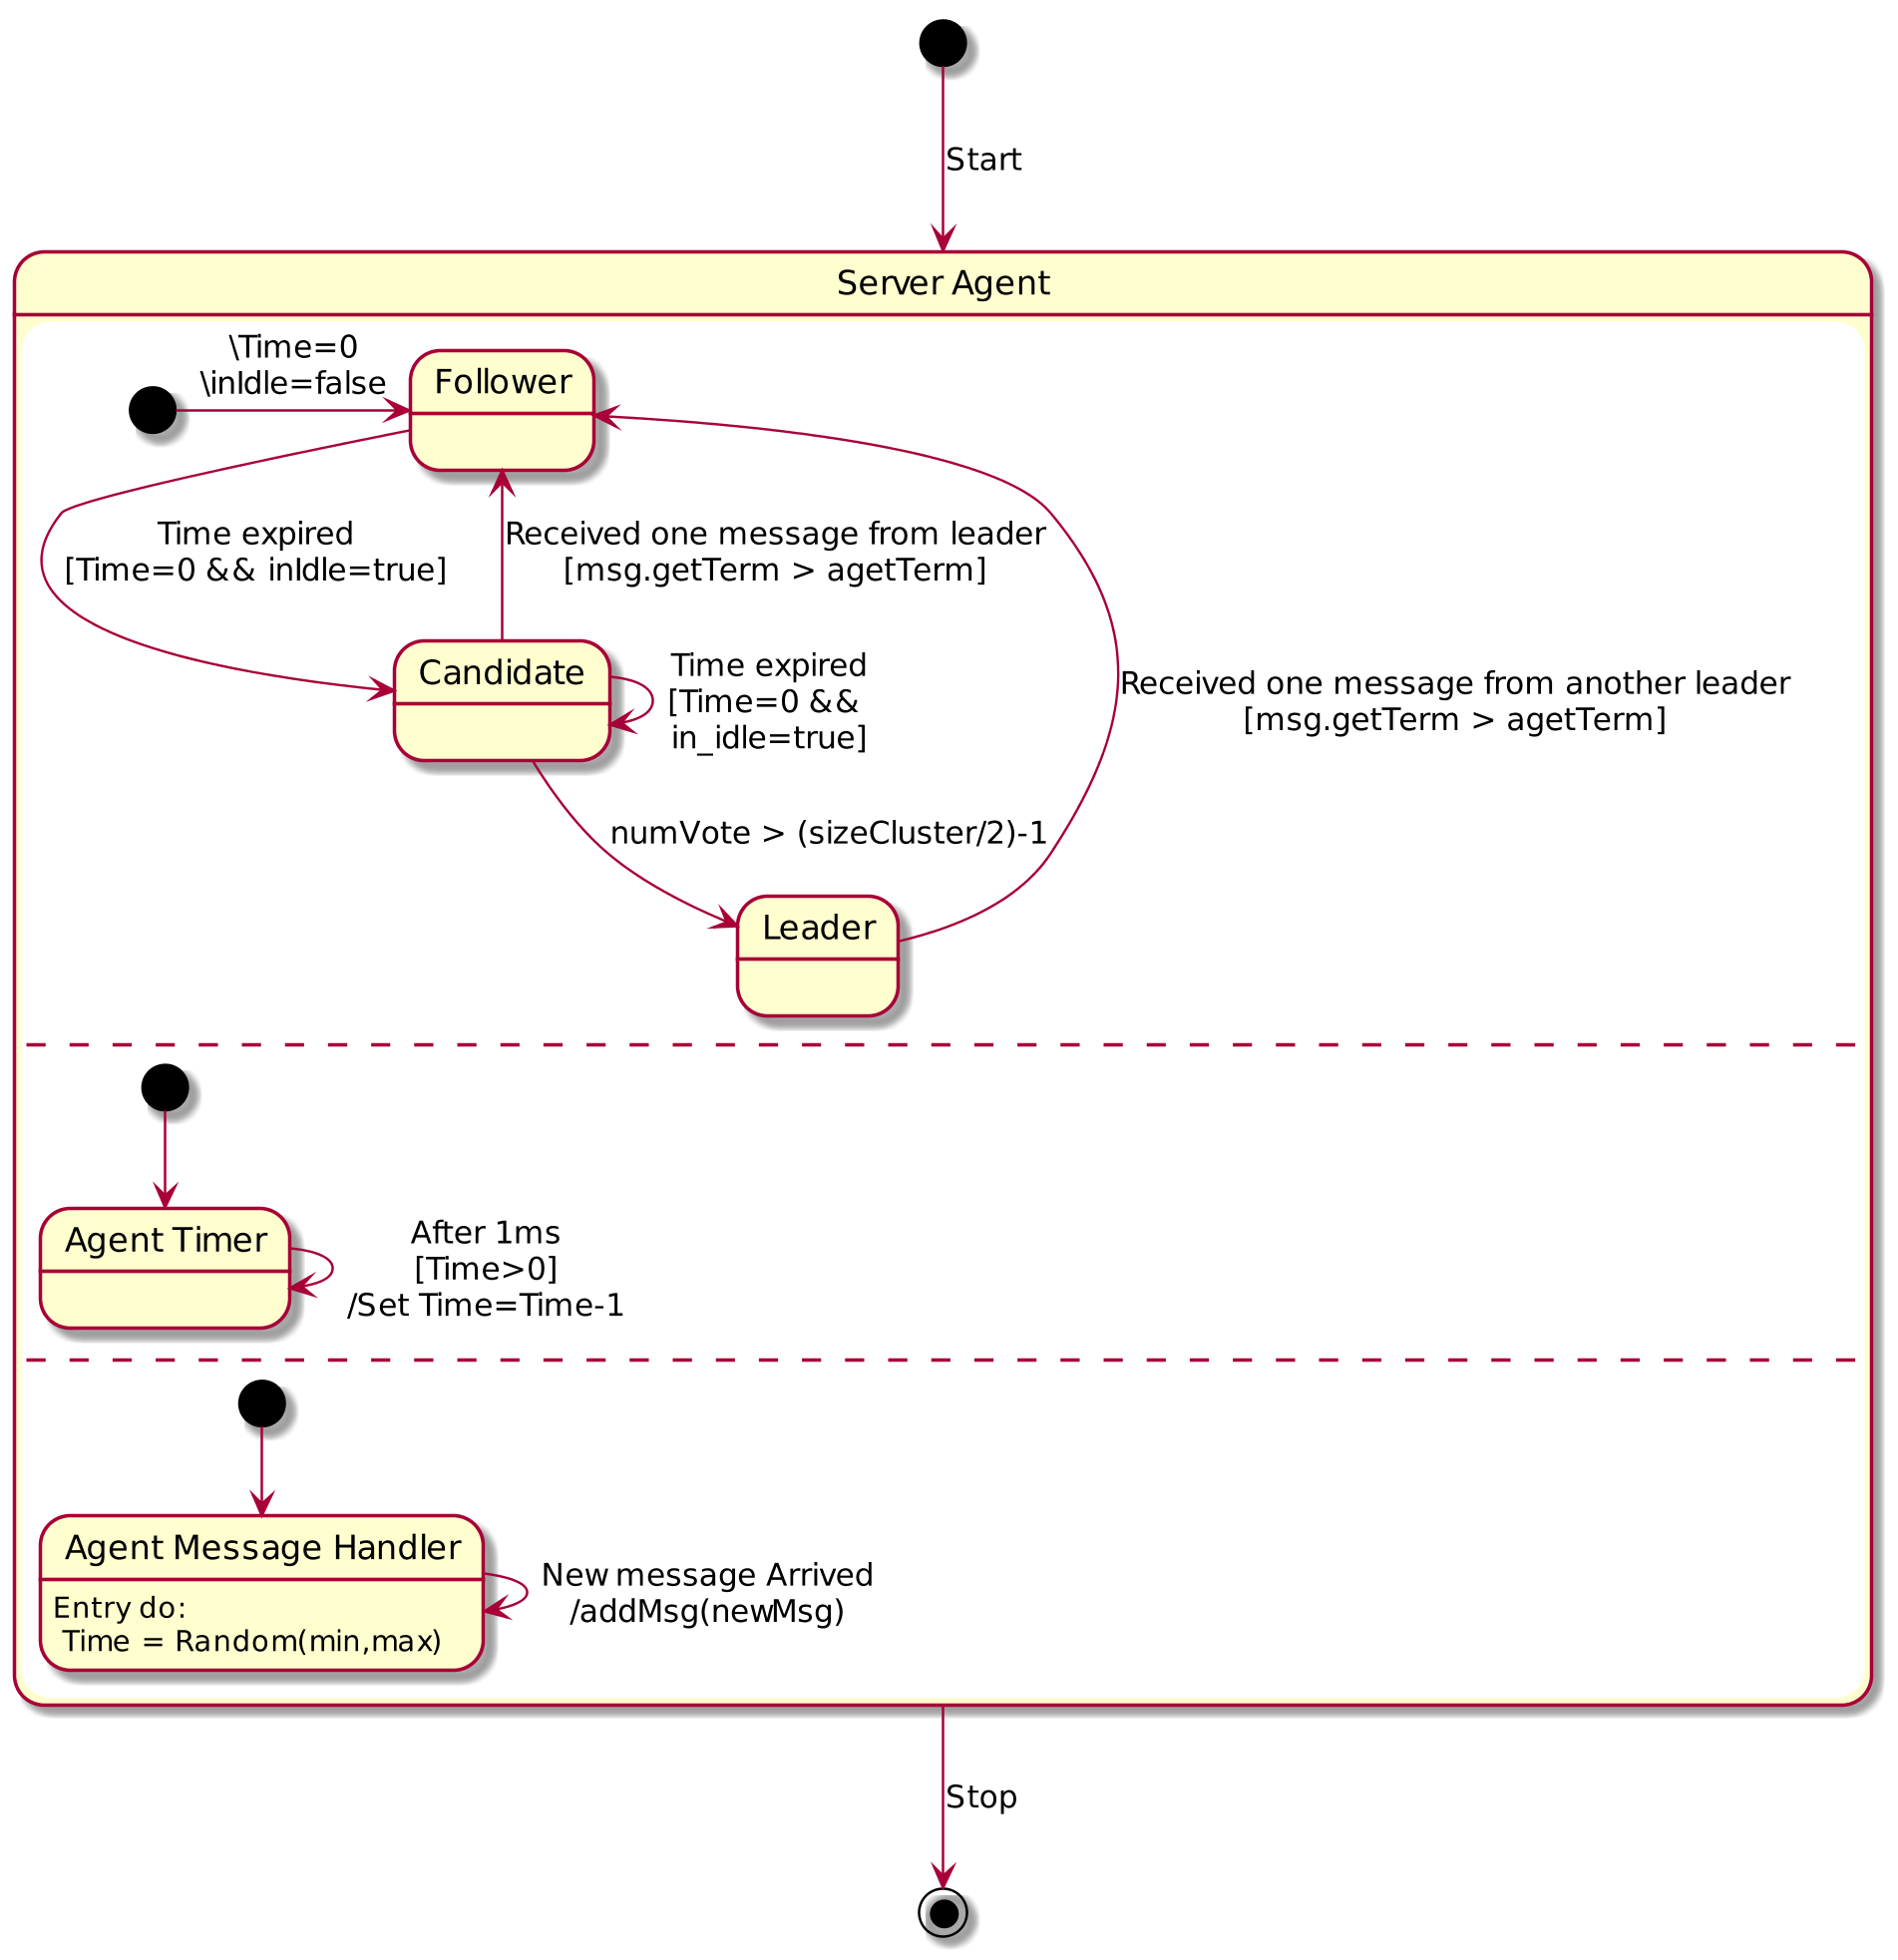 Start
Server Agent
\Time=0
\inIdle=false
Follower
Time expired
[Time=0 && inIdle=true]
Received one message from leader
[msg.getTerm > agetTerm]
Candidate
Time expired
[Time=0 &&
in_idle=true]
Received one message from another leader
[msg.getTerm > agetTerm]
numVote > (sizeCluster/2)-1
Leader
Agent Timer
After 1ms
[Time>0]
/Set Time=Time-1
Agent Message Handler
Entry do:
Time = Random(min,max)
New message Arrived
/addMsg(newMsg)
Stop